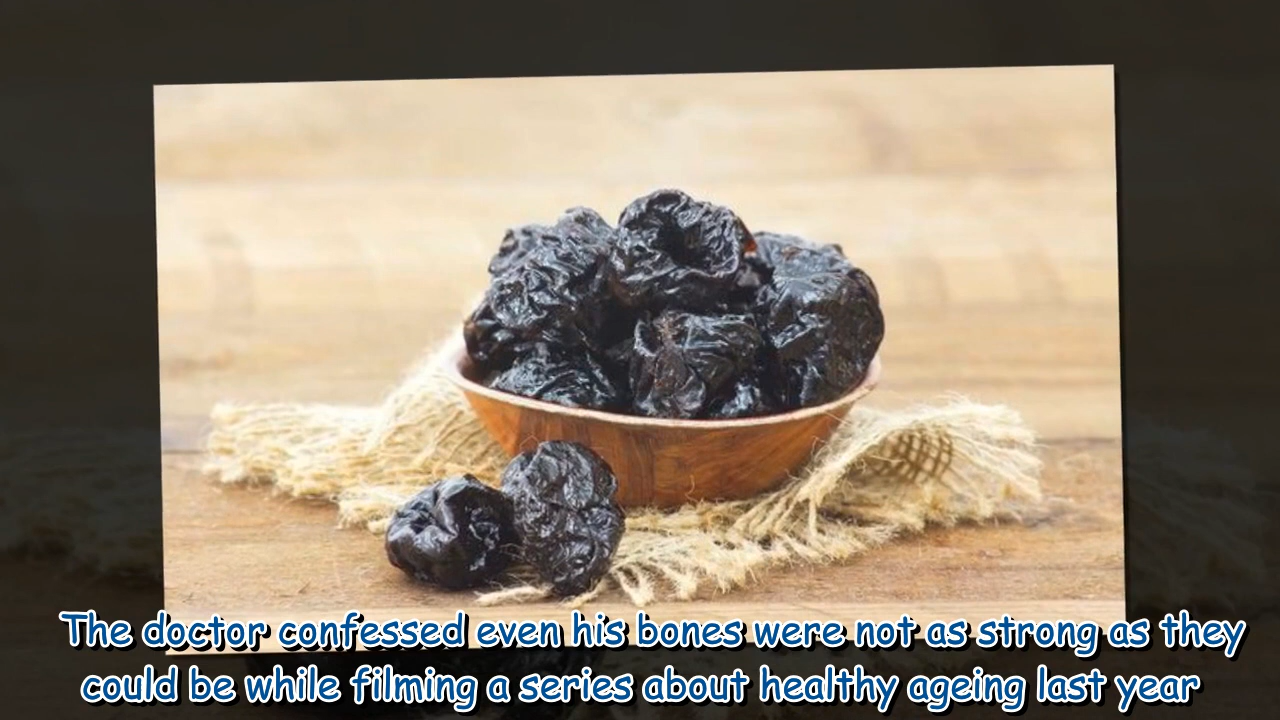 The doctor confessed even his bones were not as strong as they
could be while filming a series about healthy ageing last year